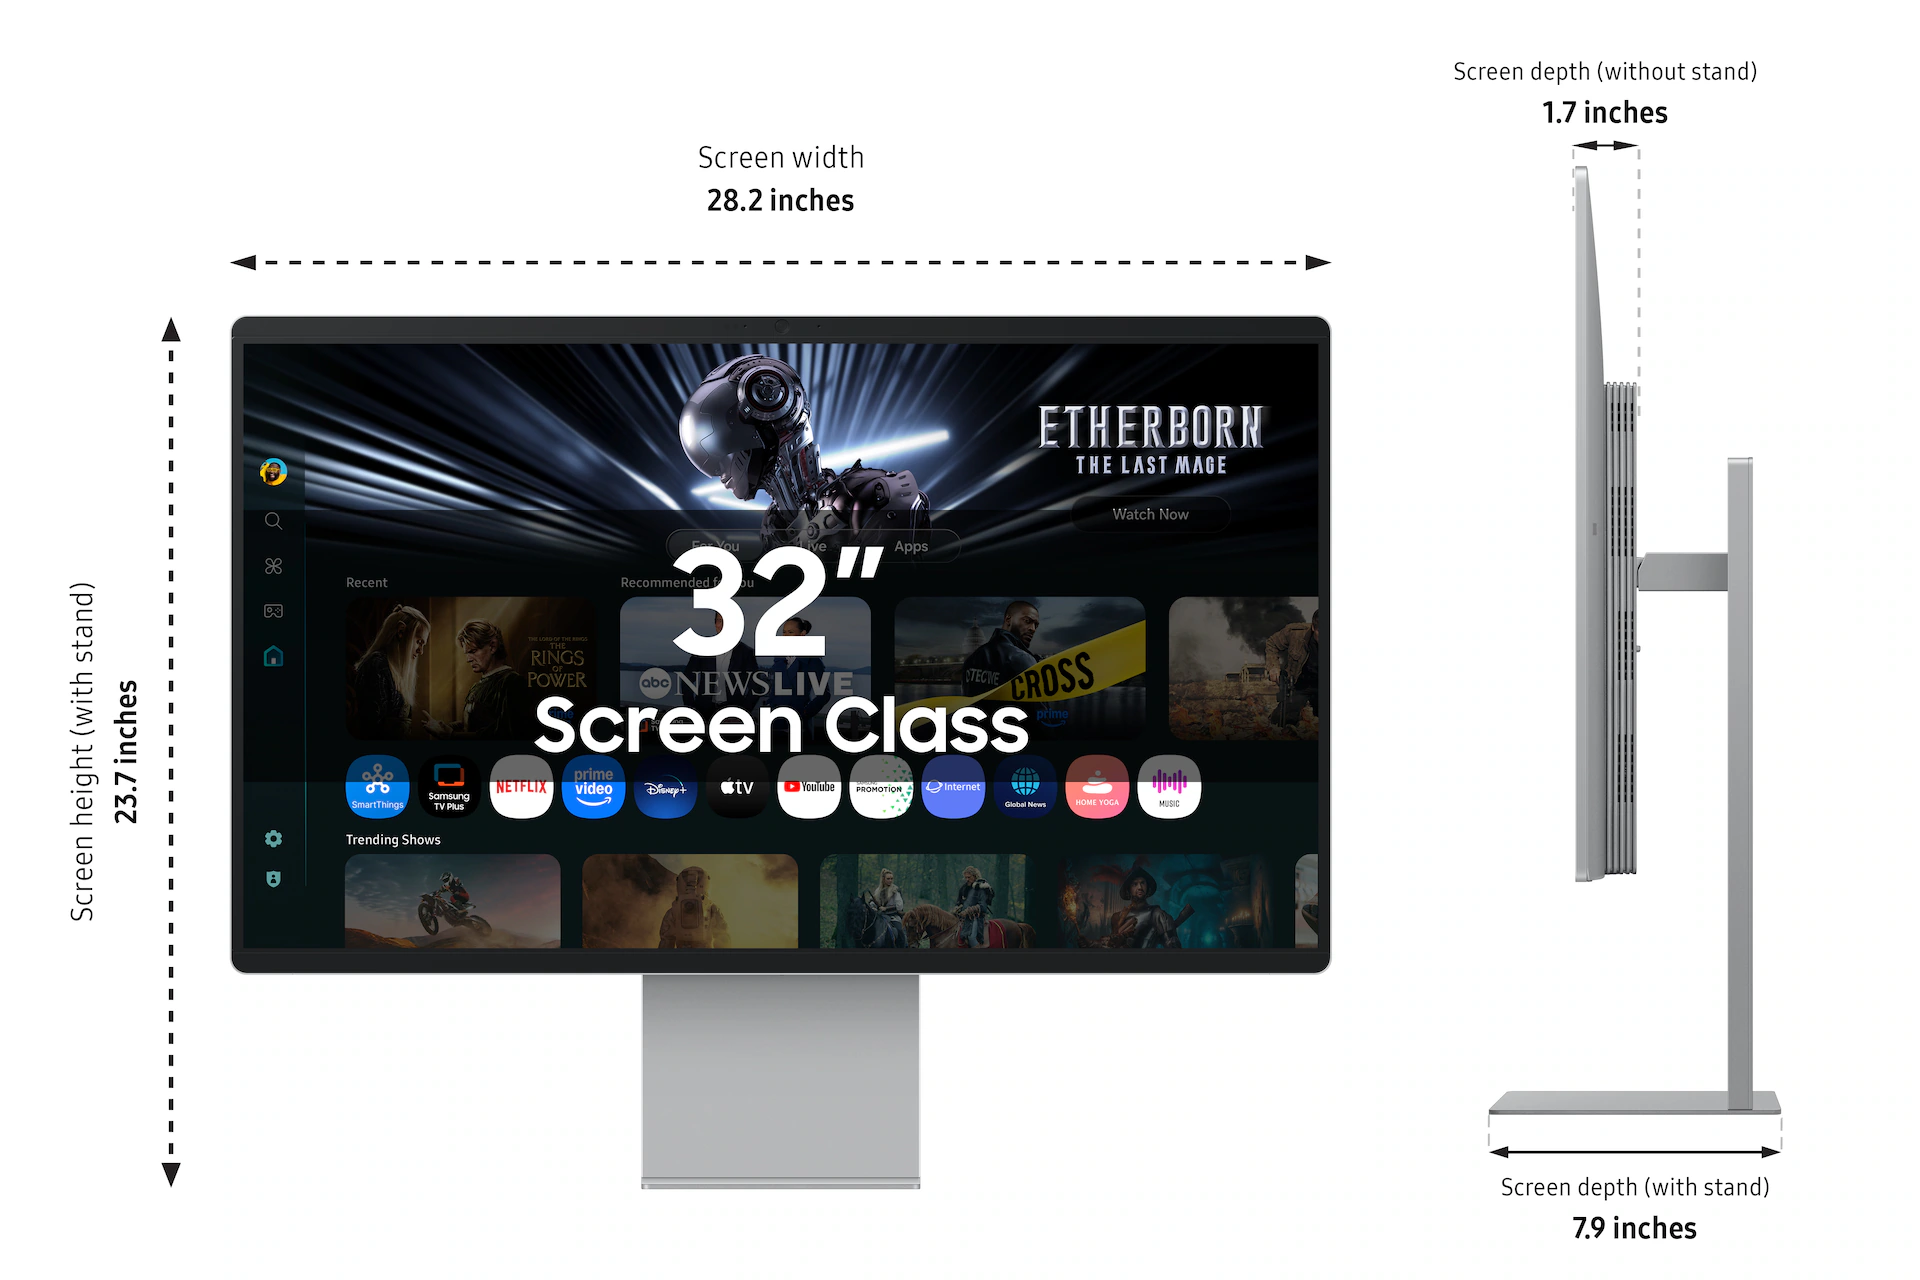 Screen depth (without stand)
1.7 inches
Screen width
28.2 inches
Screen height (with stand)
23.7 inches
ETHERBORN
THE LAST MAGE
Watch Now
For You
Live
Apps
32"
Screen Class
Recent
Recommended for you
THE LORD OF THE RINGS
THE
RINGS
OF
POWER
abc NEWS LIVE
DETECTIVE
CROSS
prime
SmartThings
Samsung
TV Plus
NETFLIX
prime
video
Disney+
tv
YouTube
SAMSUNG
PROMOTION
Internet
Global News
HOME YOGA
MUSIC
Trending Shows
Screen depth (with stand)
7.9 inches